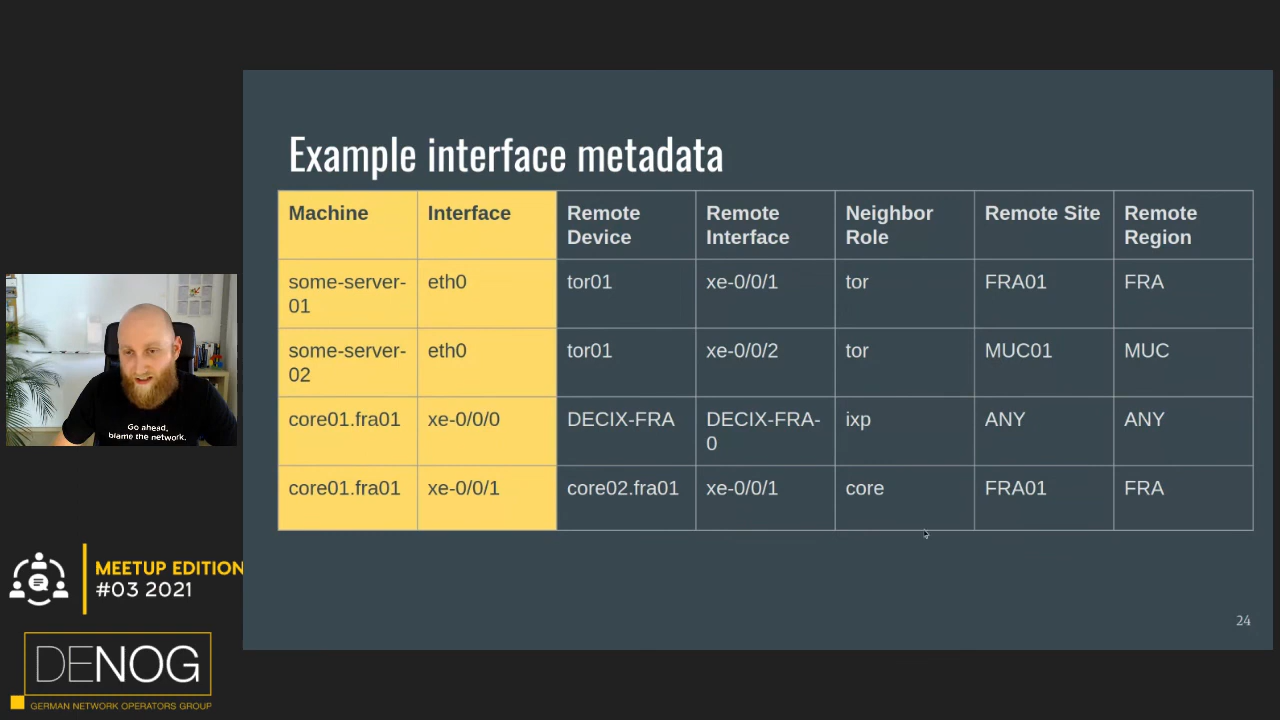 Example interface metadata
Machine
Interface
Remote
Device
Remote
Interface
Neighbor
Role
Remote Site
Remote
Region
some-server-
01
eth0
tor01
xe-0/0/1
tor
FRA01
FRA
some-server-
02
eth0
tor01
xe-0/0/2
tor
MUC01
MUC
core01.fra01
xe-0/0/0
DECIX-FRA
DECIX-FRA-
0
ixp
ANY
ANY
core01.fra01
xe-0/0/1
core02.fra01
xe-0/0/1
core
FRA01
FRA
24
Go ahead,
blame the network.
MEETUP EDITION
#03 2021
DENOG
GERMAN NETWORK OPERATORS GROUP